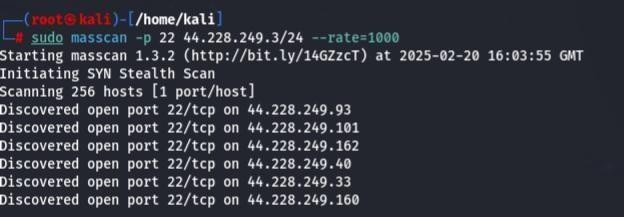 (root㉿kali)-[/home/kali]
# sudo masscan -p 22 44.228.249.3/24 --rate=1000
Starting masscan 1.3.2 (http://bit.ly/14GZzcT) at 2025-02-20 16:03:55 GMT
Initiating SYN Stealth Scan
Scanning 256 hosts [1 port/host]
Discovered open port 22/tcp on 44.228.249.93
Discovered open port 22/tcp on 44.228.249.101
Discovered open port 22/tcp on 44.228.249.162
Discovered open port 22/tcp on 44.228.249.40
Discovered open port 22/tcp on 44.228.249.33
Discovered open port 22/tcp on 44.228.249.160